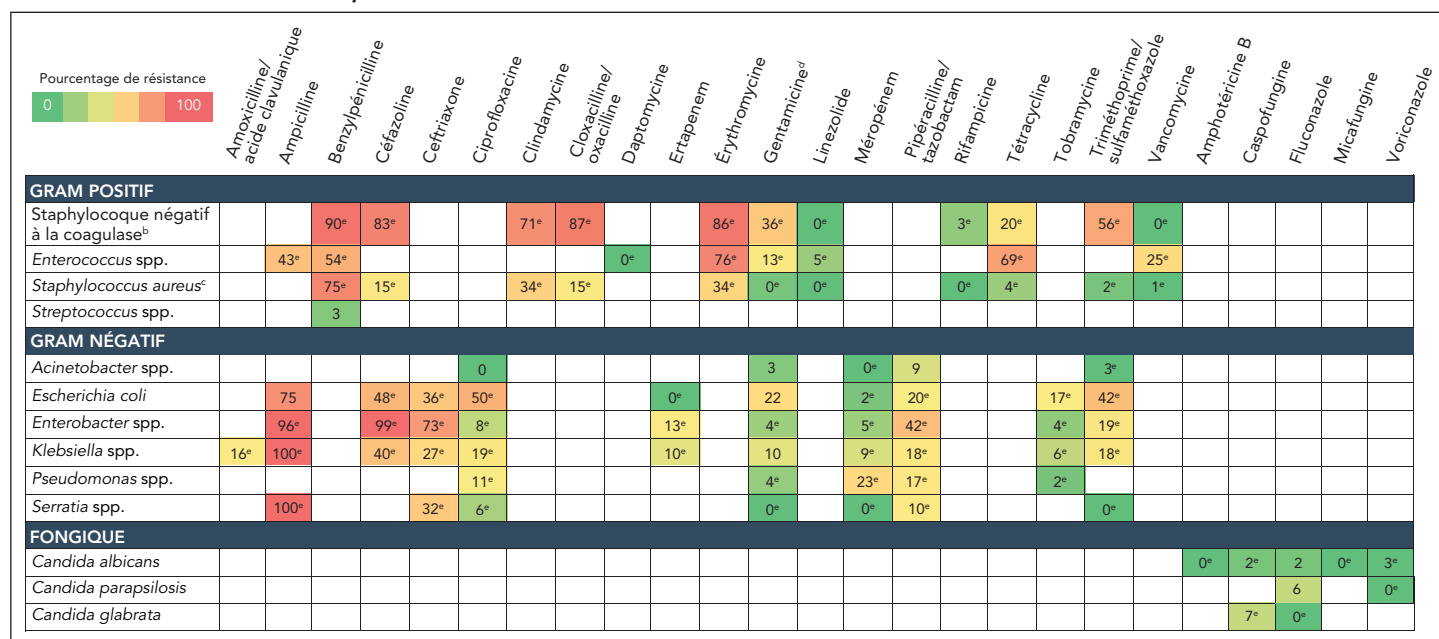 Pourcentage de résistance
0 100
Amoxicilline/
acide clavulanique
Ampicilline
Benzylpénicilline
Céfazoline
Ceftriaxone
Ciprofloxacine
Clindamycine
Cloxacilline/
oxacilline
Daptomycine
Ertapenem
Érythromycine
Gentamicineᵈ
Linezolide
Méropénem
Pipéracilline/
tazobactam
Rifampicine
Tétracycline
Tobramycine
Triméthoprime/
sulfaméthoxazole
Vancomycine
Amphotéricine B
Caspofungine
Fluconazole
Micafungine
Voriconazole
GRAM POSITIF
Staphylocoque négatif
à la coagulaseᵇ 90ᵉ 83ᵉ 71ᵉ 87ᵉ 86ᵉ 36ᵉ 0ᵉ 3ᵉ 20ᵉ 56ᵉ 0ᵉ
Enterococcus spp. 43ᵉ 54ᵉ 0ᵉ 76ᵉ 13ᵉ 5ᵉ 69ᵉ 25ᵉ
Staphylococcus aureusᶜ 75ᵉ 15ᵉ 34ᵉ 15ᵉ 34ᵉ 0ᵉ 0ᵉ 0ᵉ 4ᵉ 2ᵉ 1ᵉ
Streptococcus spp. 3
GRAM NÉGATIF
Acinetobacter spp. 0 3 0ᵉ 9 3ᵉ
Escherichia coli 75 48ᵉ 36ᵉ 50ᵉ 0ᵉ 22 2ᵉ 20ᵉ 17ᵉ 42ᵉ
Enterobacter spp. 96ᵉ 99ᵉ 73ᵉ 8ᵉ 13ᵉ 4ᵉ 5ᵉ 42ᵉ 4ᵉ 19ᵉ
Klebsiella spp. 16ᵉ 100ᵉ 40ᵉ 27ᵉ 19ᵉ 10ᵉ 10 9ᵉ 18ᵉ 6ᵉ 18ᵉ
Pseudomonas spp. 11ᵉ 4ᵉ 23ᵉ 17ᵉ 2ᵉ
Serratia spp. 100ᵉ 32ᵉ 6ᵉ 0ᵉ 0ᵉ 10ᵉ 0ᵉ
FONGIQUE
Candida albicans 0ᵉ 2ᵉ 2 0ᵉ 3ᵉ
Candida parapsilosis 6 0ᵉ
Candida glabrata 7ᵉ 0ᵉ